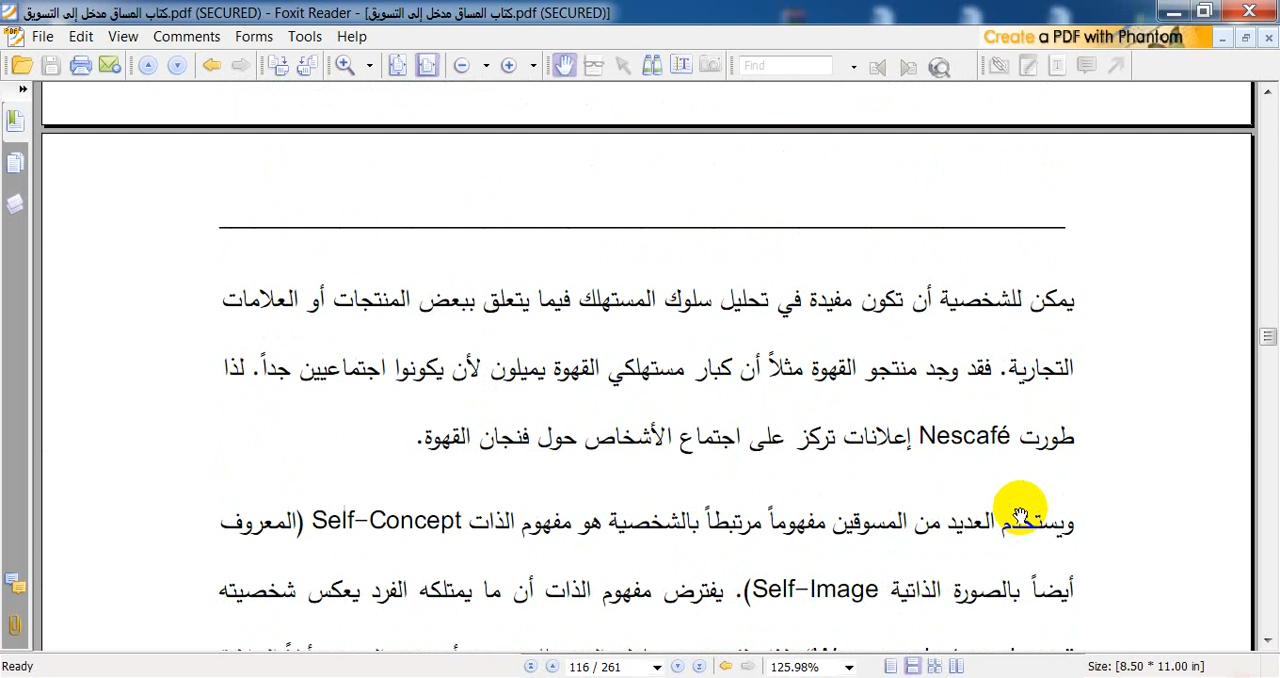 كتاب المساق مدخل إلى التسويق.pdf (SECURED) - Foxit Reader - [كتاب المساق مدخل إلى التسويق.pdf (SECURED)]
File Edit View Comments Forms Tools Help
Create a PDF with Phantom
Find
يمكن للشخصية أن تكون مفيدة في تحليل سلوك المستهلك فيما يتعلق ببعض المنتجات أو العلامات
التجارية. فقد وجد منتجو القهوة مثلاً أن كبار مستهلكي القهوة يميلون لأن يكونوا اجتماعيين جداً. لذا
طورت Nescafé إعلانات تركز على اجتماع الأشخاص حول فنجان القهوة.
ويستخدم العديد من المسوقين مفهوماً مرتبطاً بالشخصية هو مفهوم الذات Self-Concept (المعروف
أيضاً بالصورة الذاتية Self-Image). يفترض مفهوم الذات أن ما يمتلكه الفرد يعكس شخصيته
Ready 116 / 261 125.98% Size: [8.50 * 11.00 in]